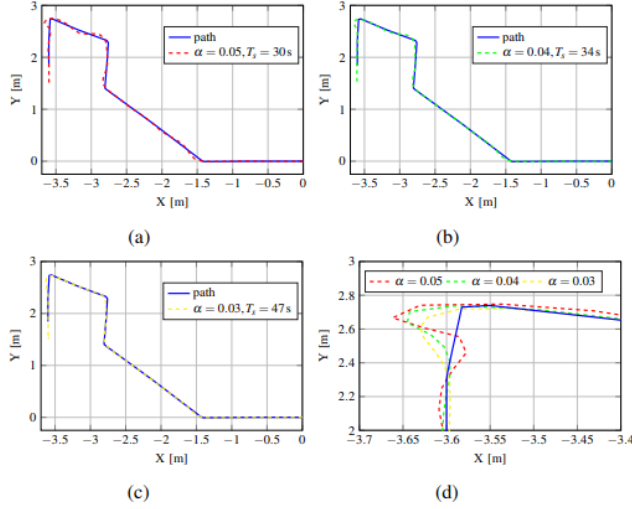 3
2
1
0
Y [m]
-3.5 -3 -2.5 -2 -1.5 -1 -0.5 0
X [m]
path
α = 0.05, T_s = 30 s
(a)
3
2
1
0
Y [m]
-3.5 -3 -2.5 -2 -1.5 -1 -0.5 0
X [m]
path
α = 0.04, T_s = 34 s
(b)
3
2
1
0
Y [m]
-3.5 -3 -2.5 -2 -1.5 -1 -0.5 0
X [m]
path
α = 0.03, T_s = 47 s
(c)
3
2.8
2.6
2.4
2.2
2
Y [m]
-3.7 -3.65 -3.6 -3.55 -3.5 -3.45 -3.4
X [m]
α = 0.05 α = 0.04 α = 0.03
(d)